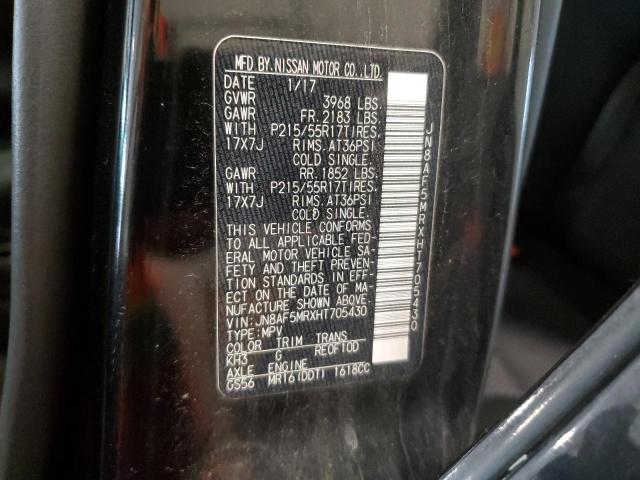 MFD BY.NISSAN MOTOR CO.,LTD.
DATE 1/17
GVWR 3968 LBS.
GAWR FR.2183 LBS.
WITH P215/55R17TIRES.
17X7J RIMS.AT36PSI
COLD SINGLE.
GAWR RR.1852 LBS.
WITH P215/55R17TIRES.
17X7J RIMS.AT36PSI
COLD SINGLE.
THIS VEHICLE CONFORMS
TO ALL APPLICABLE FED-
ERAL MOTOR VEHICLE SA-
FETY AND THEFT PREVEN-
TION STANDARDS IN EFF-
ECT ON THE DATE OF MA-
NUFACTURE SHOWN ABOVE.
VIN:JN8AF5MRXHT705430
TYPE:MPV
COLOR TRIM TRANS
KH3 G RE0F10D
AXLE ENGINE
GS56 MR16(DDT) 1618CC
JN8AF5MRXHT705430